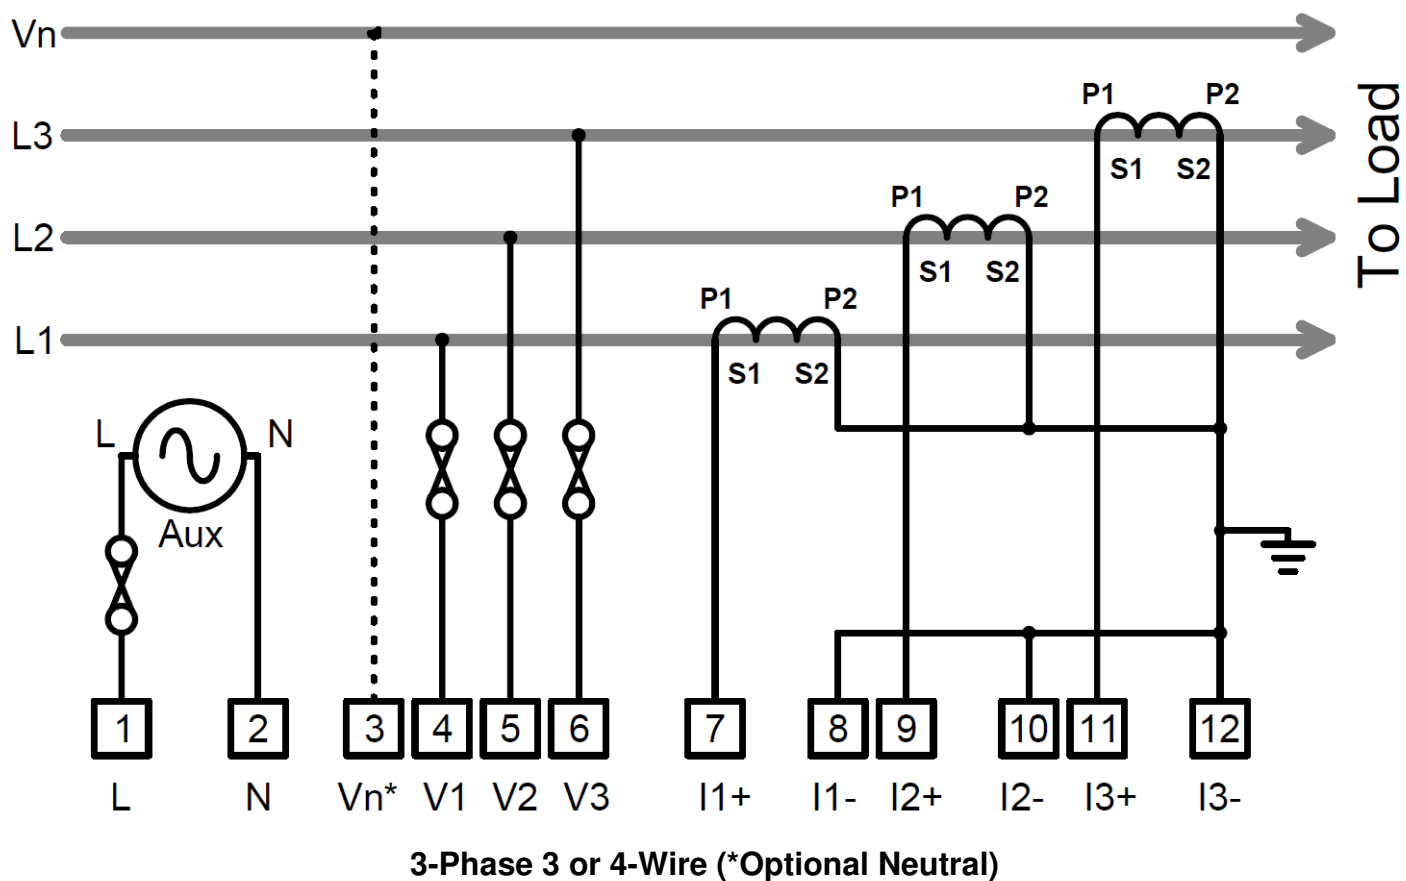 Vn
P1 P2
L3
S1 S2
To Load
P1 P2
L2
S1 S2
P1 P2
L1
S1 S2
L N
Aux
1 2 3 4 5 6 7 8 9 10 11 12
L N Vn* V1 V2 V3 I1+ I1- I2+ I2- I3+ I3-
3-Phase 3 or 4-Wire (*Optional Neutral)